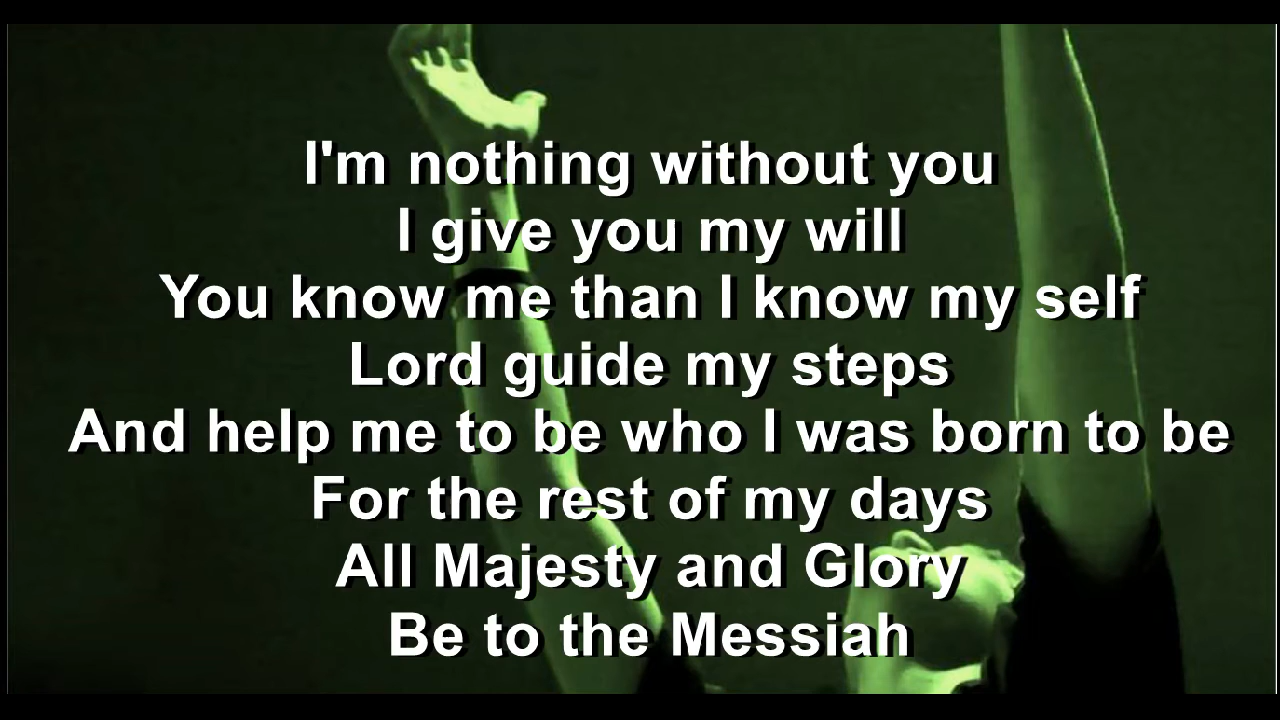 I'm nothing without you
I give you my will
You know me than I know my self
Lord guide my steps
And help me to be who I was born to be
For the rest of my days
All Majesty and Glory
Be to the Messiah